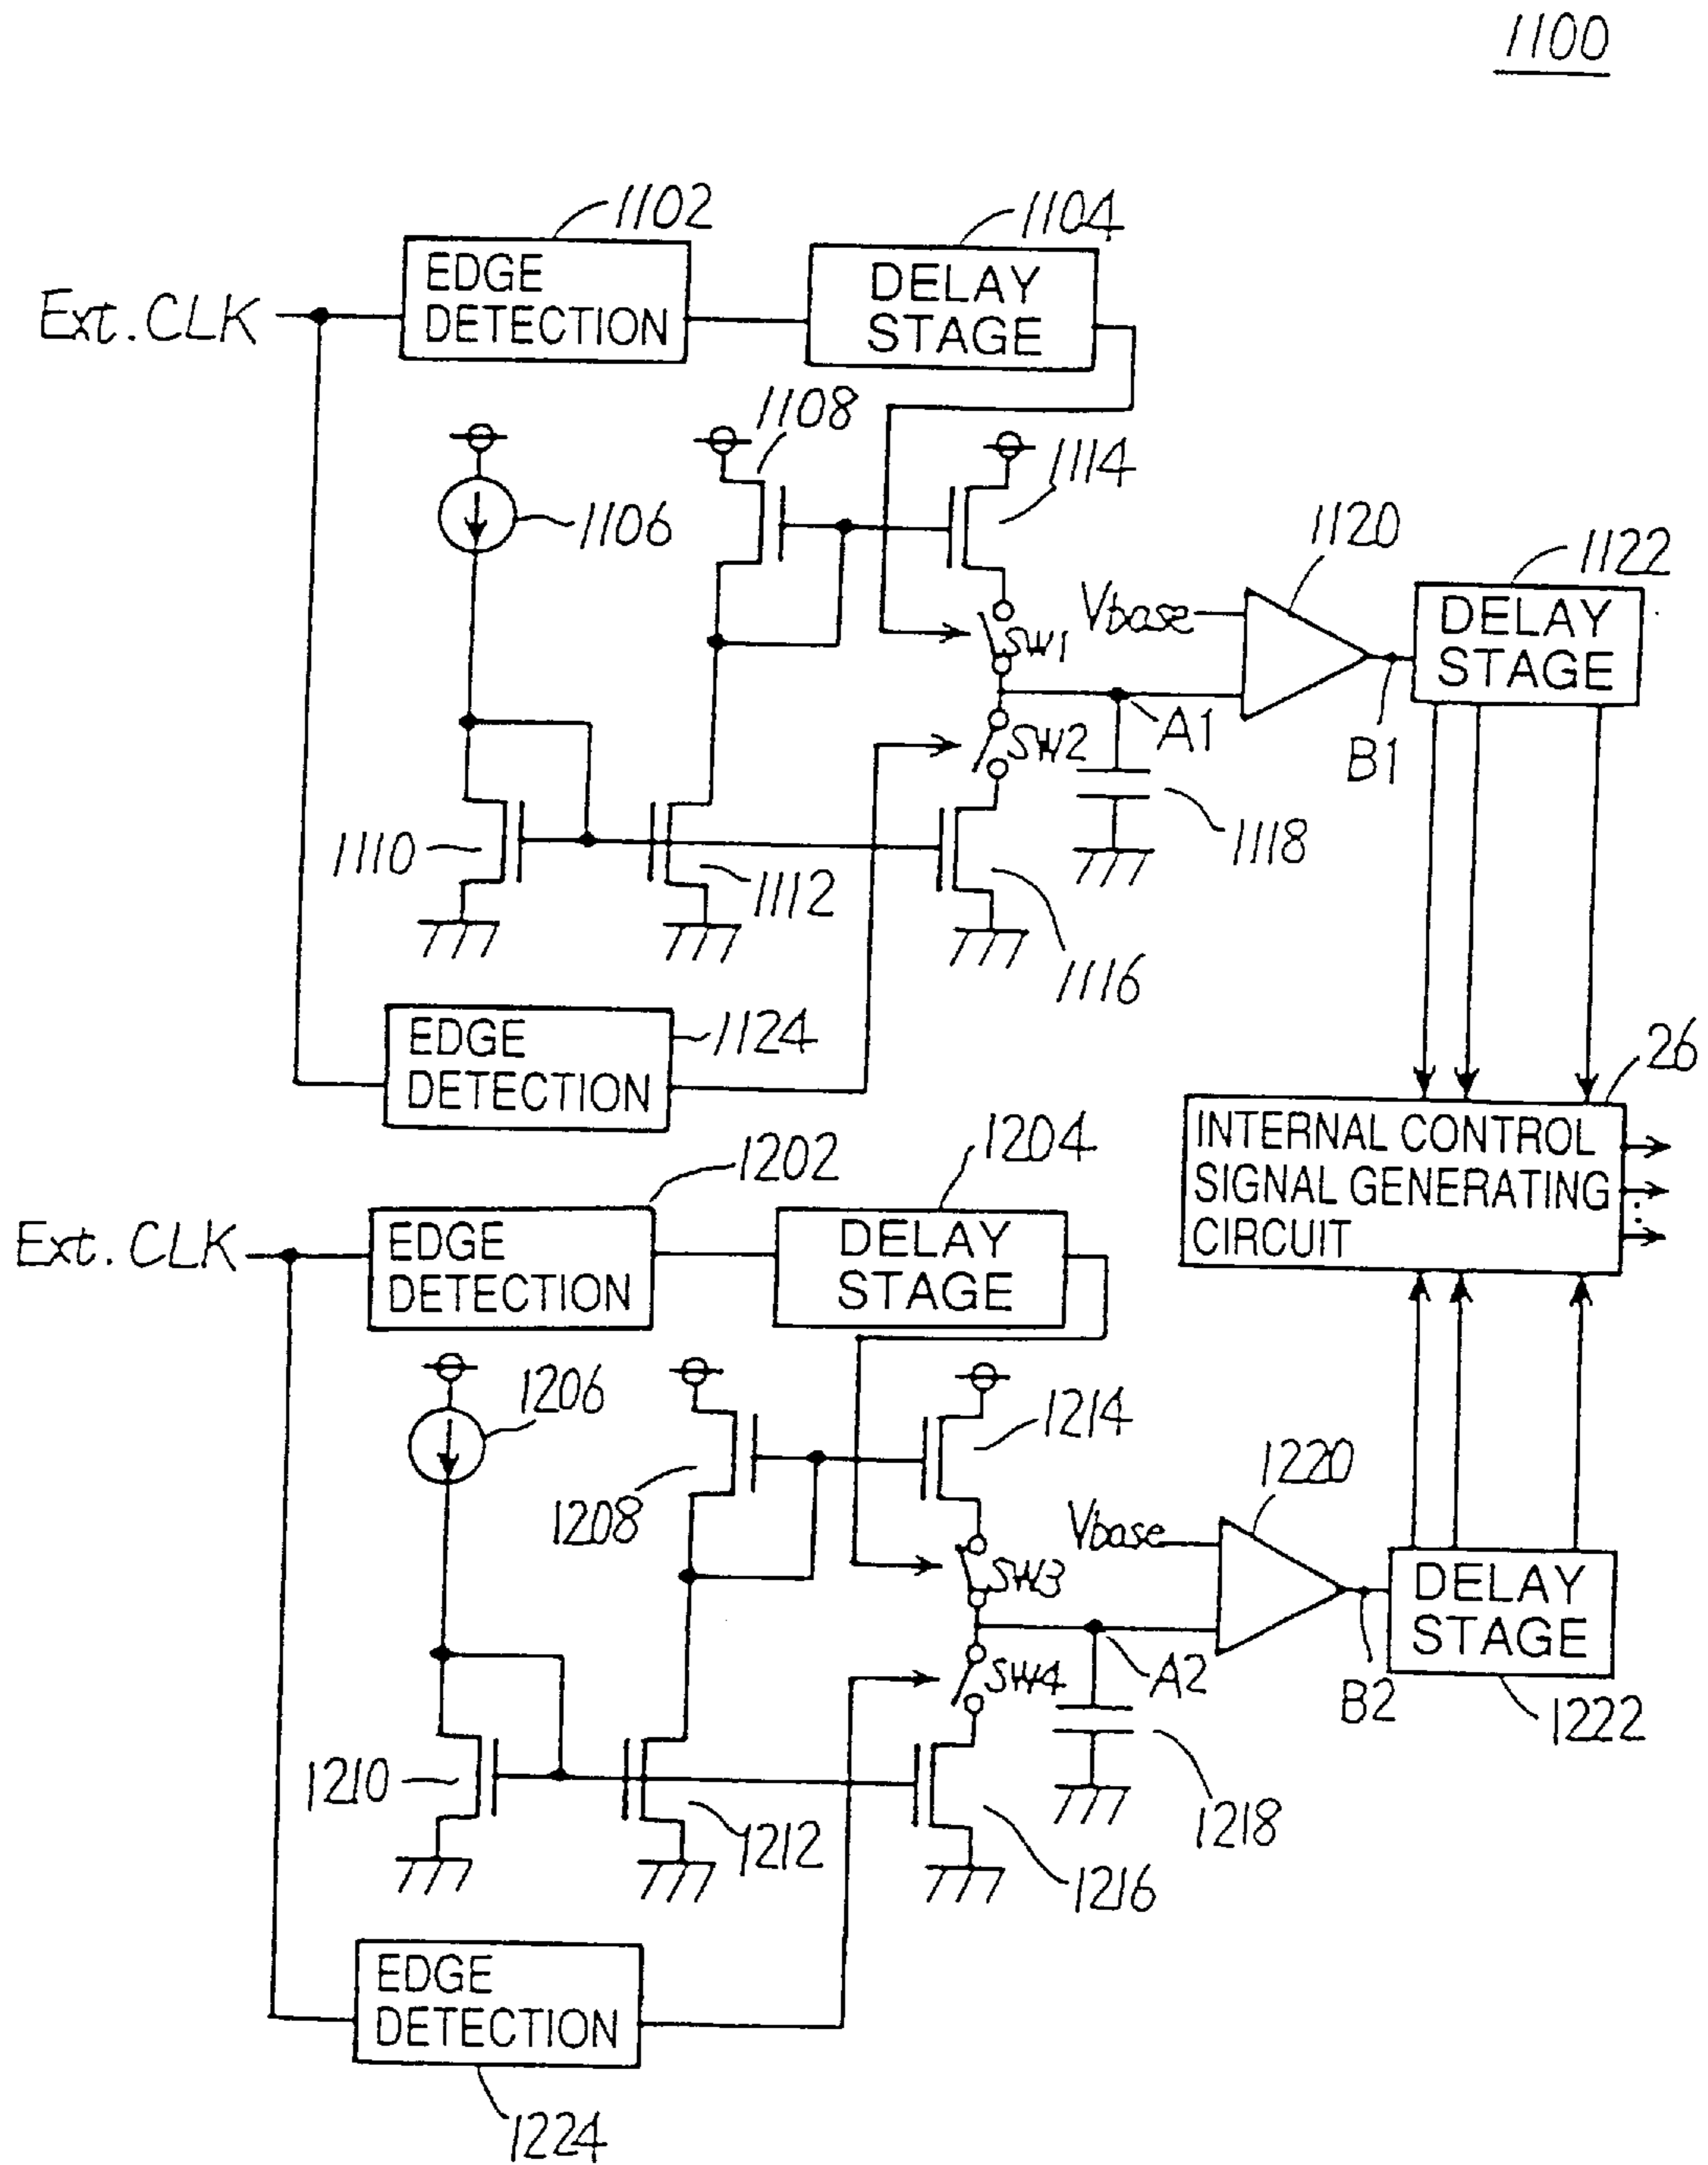 1100
1102
1104
EDGE
DETECTION
DELAY
STAGE
Ext.CLK
1108
1114
1106
1120
1122
Vbase
DELAY
STAGE
SW1
A1
SW2
B1
1110
1112
1118
1116
EDGE
DETECTION
1124
26
INTERNAL CONTROL
SIGNAL GENERATING
CIRCUIT
1202
1204
Ext.CLK
EDGE
DETECTION
DELAY
STAGE
1206
1214
1208
1220
Vbase
SW3
DELAY
STAGE
A2
SW4
B2
1222
1210
1212
1218
1216
EDGE
DETECTION
1224